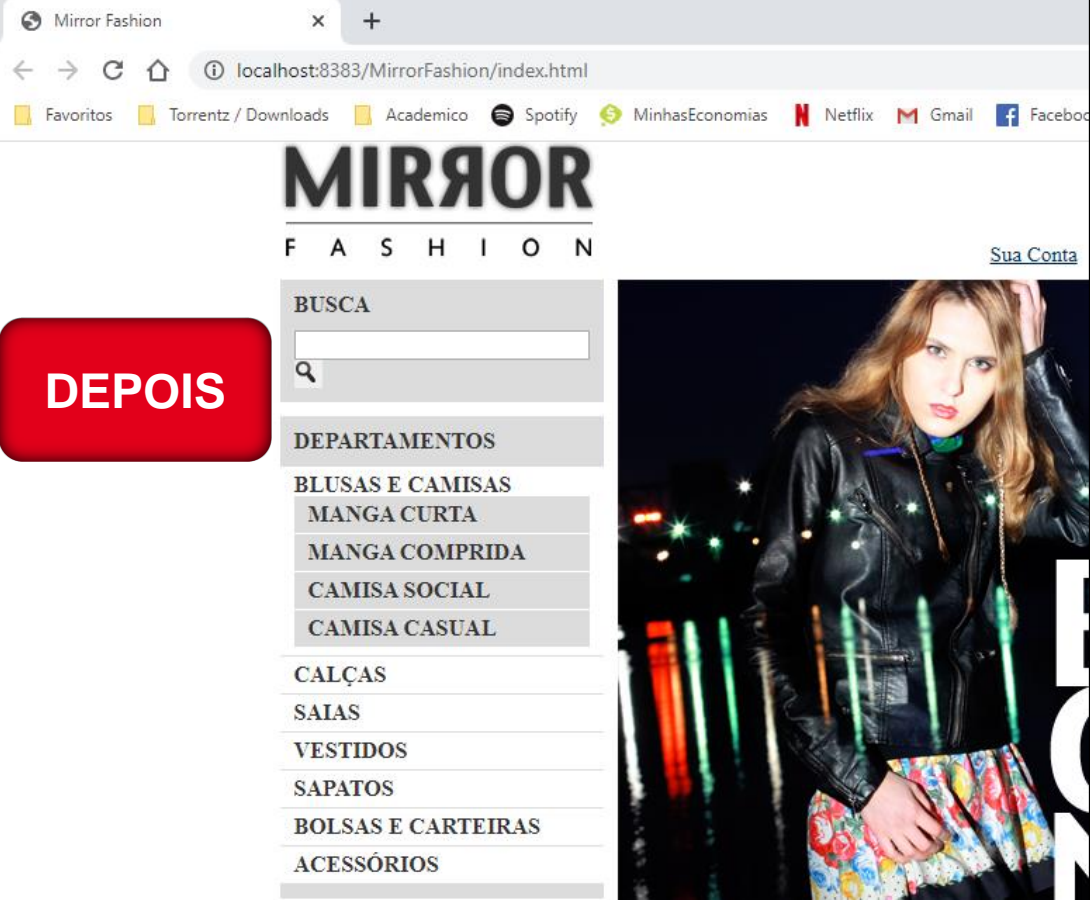 Mirror Fashion
localhost:8383/MirrorFashion/index.html
Favoritos Torrentz / Downloads Academico Spotify MinhasEconomias Netflix Gmail
MIRЯOR
FASHION
Sua Conta
BUSCA
DEPOIS
DEPARTAMENTOS
BLUSAS E CAMISAS
MANGA CURTA
MANGA COMPRIDA
CAMISA SOCIAL
CAMISA CASUAL
CALÇAS
SAIAS
VESTIDOS
SAPATOS
BOLSAS E CARTEIRAS
ACESSÓRIOS